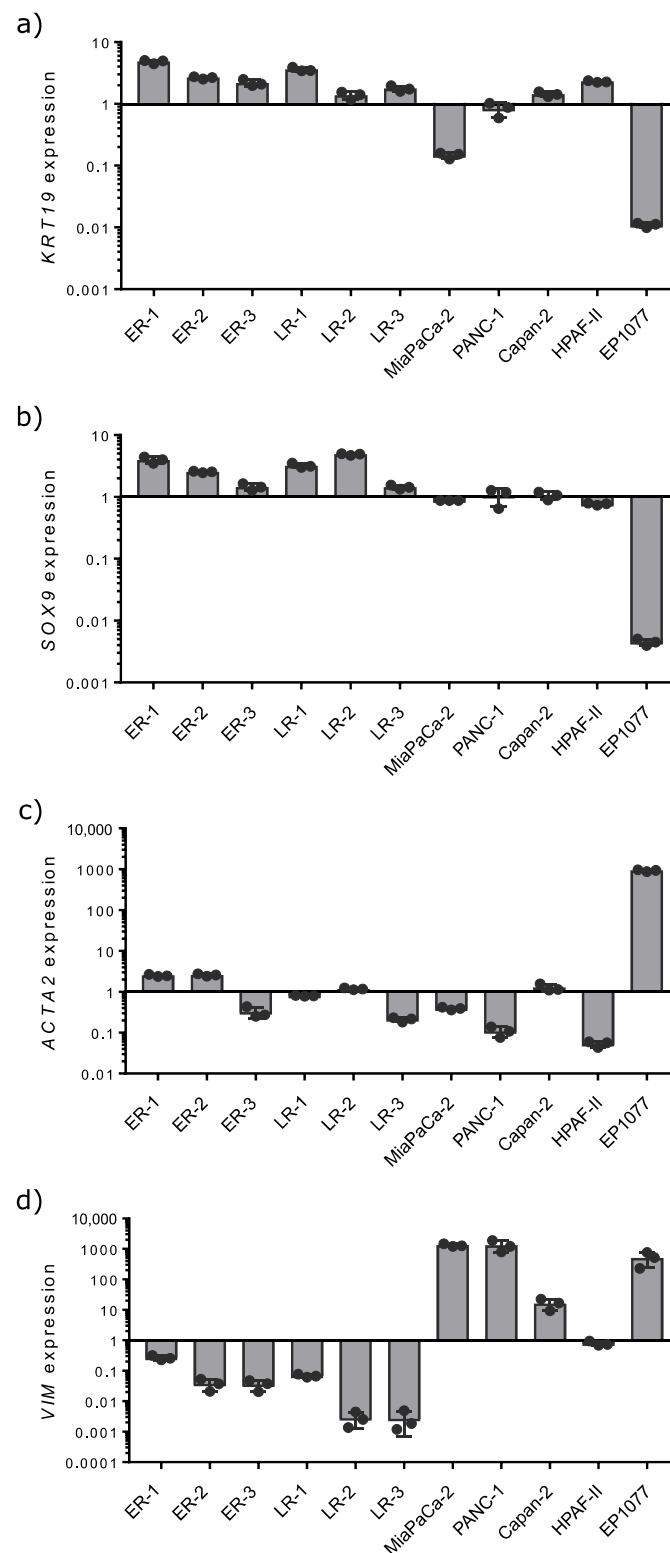 a)
10
1
0.1
0.01
0.001
KRT19 expression
ER-1
ER-2
ER-3
LR-1
LR-2
LR-3
MiaPaCa-2
PANC-1
Capan-2
HPAF-II
EP1077
b)
10
1
0.1
0.01
0.001
SOX9 expression
ER-1
ER-2
ER-3
LR-1
LR-2
LR-3
MiaPaCa-2
PANC-1
Capan-2
HPAF-II
EP1077
c)
10,000
1000
100
10
1
0.1
0.01
ACTA2 expression
ER-1
ER-2
ER-3
LR-1
LR-2
LR-3
MiaPaCa-2
PANC-1
Capan-2
HPAF-II
EP1077
d)
10,000
1000
100
10
1
0.1
0.01
0.001
0.0001
VIM expression
ER-1
ER-2
ER-3
LR-1
LR-2
LR-3
MiaPaCa-2
PANC-1
Capan-2
HPAF-II
EP1077